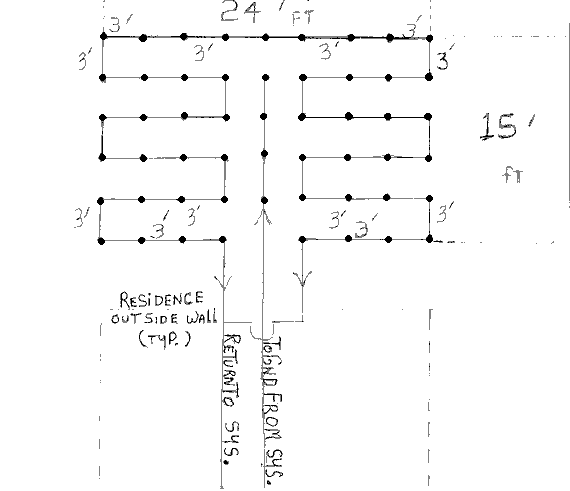 24' FT
3'
3'
3'
3'
3'
3'
15'
ft
3'
3'
3'
3'
3'
3'
RESIDENCE
OUTSIDE WALL
(TYP.)
RETURN TO SYS.
TO GND FROM SYS.